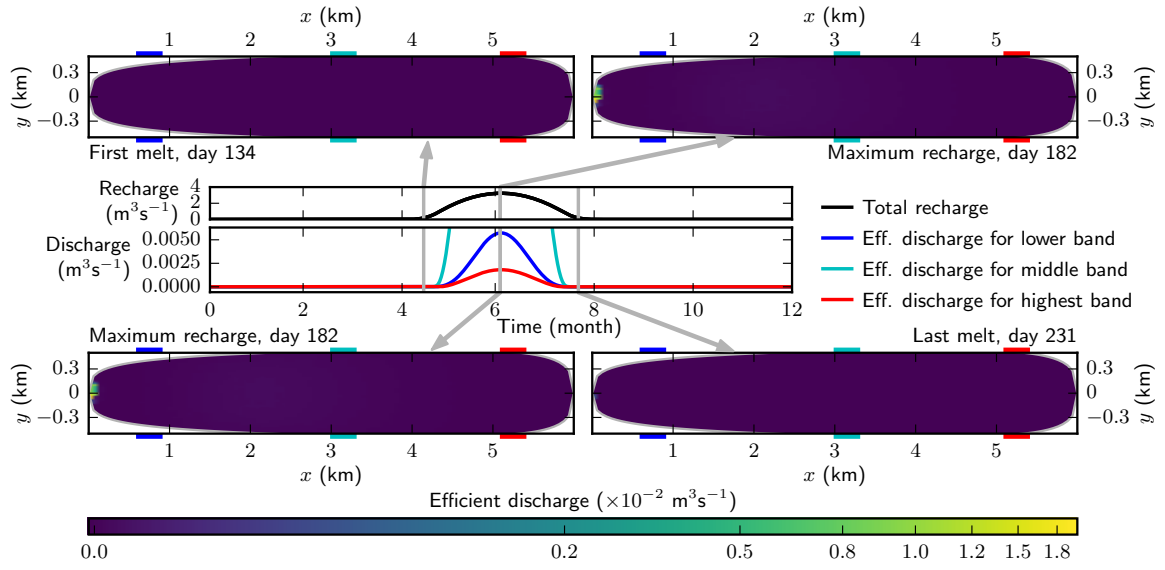 x (km)
x (km)
1 2 3 4 5
1 2 3 4 5
y (km)
0.3
0
−0.3
0.3
0
−0.3
y (km)
First melt, day 134
Maximum recharge, day 182
Recharge
(m³s⁻¹)
4
2
0
Discharge
(m³s⁻¹)
0.0050
0.0025
0.0000
0 2 4 6 8 10 12
Time (month)
Total recharge
Eff. discharge for lower band
Eff. discharge for middle band
Eff. discharge for highest band
Maximum recharge, day 182
Last melt, day 231
y (km)
0.3
0
−0.3
0.3
0
−0.3
y (km)
1 2 3 4 5
1 2 3 4 5
x (km)
x (km)
Efficient discharge (×10⁻² m³s⁻¹)
0.0 0.2 0.5 0.8 1.0 1.2 1.5 1.8